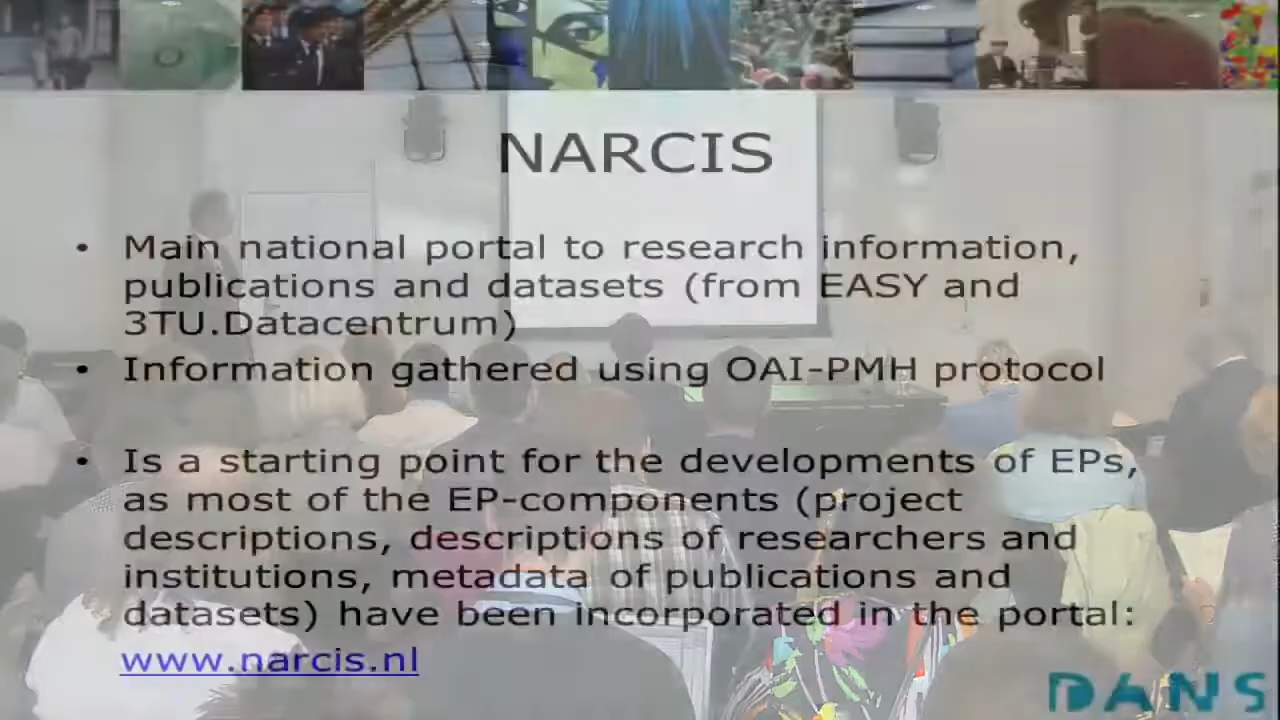 NARCIS
• Main national portal to research information,
publications and datasets (from EASY and
3TU.Datacentrum)
• Information gathered using OAI-PMH protocol
• Is a starting point for the developments of EPs,
as most of the EP-components (project
descriptions, descriptions of researchers and
institutions, metadata of publications and
datasets) have been incorporated in the portal:
www.narcis.nl
DANS